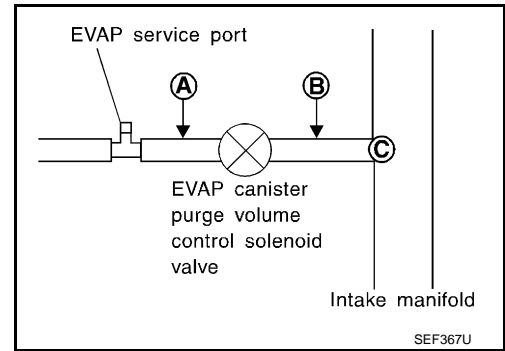 EVAP service port
A
B
C
EVAP canister
purge volume
control solenoid
valve
Intake manifold
SEF367U